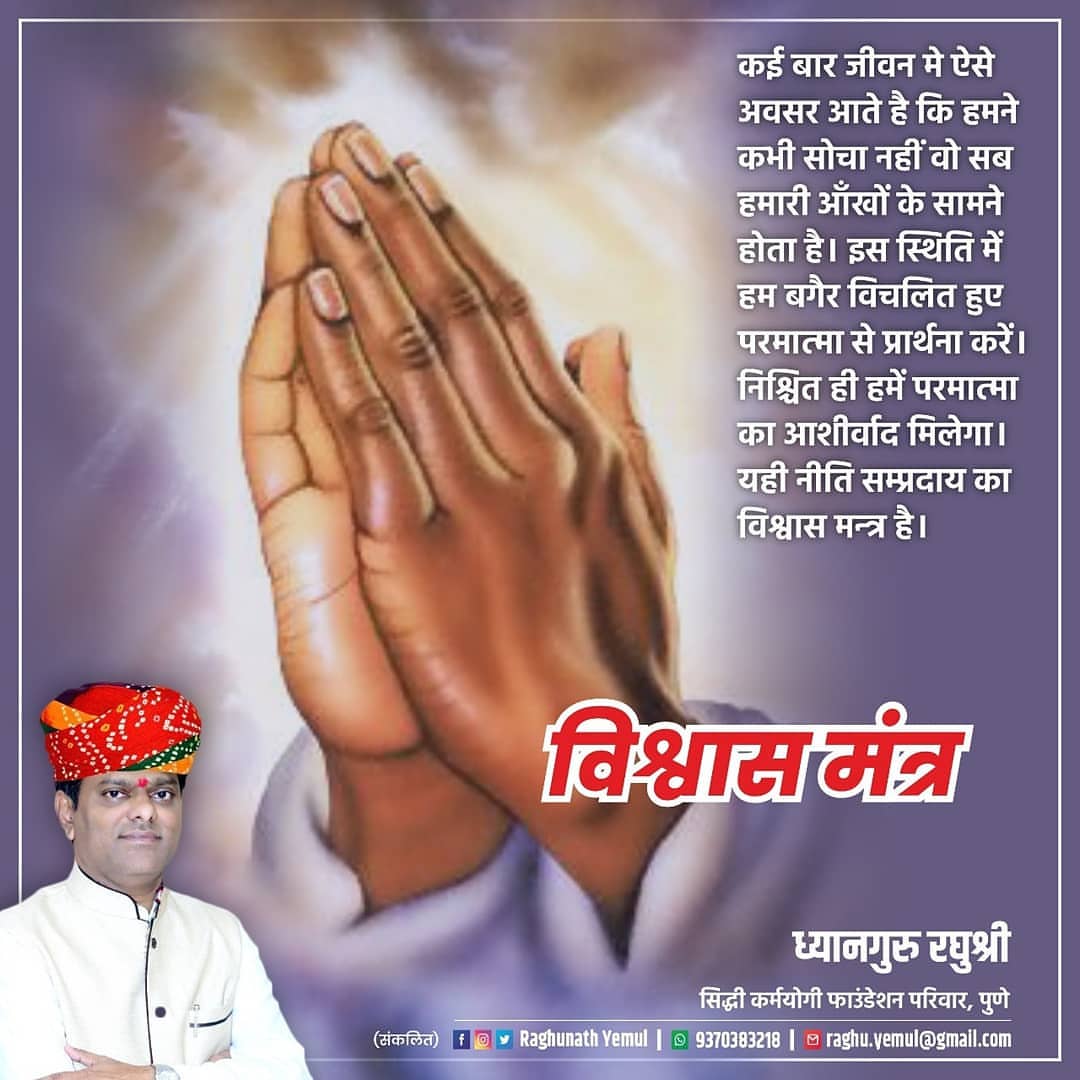 कई बार जीवन मे ऐसे
अवसर आते है कि हमने
कभी सोचा नहीं वो सब
हमारी आँखों के सामने
होता है। इस स्थिति में
हम बगैर विचलित हुए
परमात्मा से प्रार्थना करें।
निश्चित ही हमें परमात्मा
का आशीर्वाद मिलेगा।
यही नीति सम्प्रदाय का
विश्वास मन्त्र है।
विश्वास मंत्र
ध्यानगुरु रघुश्री
सिद्धी कर्मयोगी फाउंडेशन परिवार, पुणे
(संकलित) Raghunath Yemul | 9370383218 | raghu.yemul@gmail.com